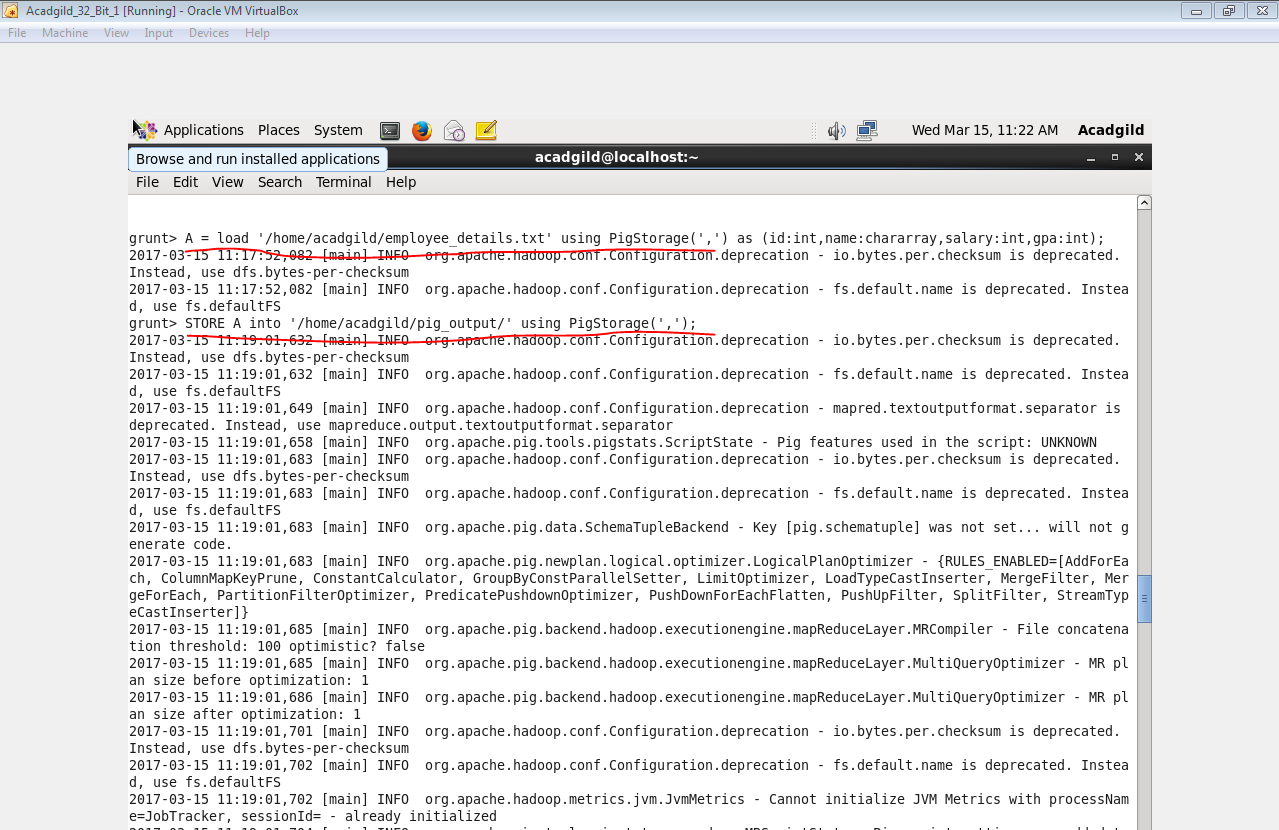 Acadgild_32_Bit_1 [Running] - Oracle VM VirtualBox
File Machine View Input Devices Help
Applications Places System Wed Mar 15, 11:22 AM Acadgild
Browse and run installed applications
acadgild@localhost:~
File Edit View Search Terminal Help
grunt> A = load '/home/acadgild/employee_details.txt' using PigStorage(',') as (id:int,name:chararray,salary:int,gpa:int);
2017-03-15 11:17:52,082 [main] INFO  org.apache.hadoop.conf.Configuration.deprecation - io.bytes.per.checksum is deprecated.
Instead, use dfs.bytes-per-checksum
2017-03-15 11:17:52,082 [main] INFO  org.apache.hadoop.conf.Configuration.deprecation - fs.default.name is deprecated. Instea
d, use fs.defaultFS
grunt> STORE A into '/home/acadgild/pig_output/' using PigStorage(',');
2017-03-15 11:19:01,632 [main] INFO  org.apache.hadoop.conf.Configuration.deprecation - io.bytes.per.checksum is deprecated.
Instead, use dfs.bytes-per-checksum
2017-03-15 11:19:01,632 [main] INFO  org.apache.hadoop.conf.Configuration.deprecation - fs.default.name is deprecated. Instea
d, use fs.defaultFS
2017-03-15 11:19:01,649 [main] INFO  org.apache.hadoop.conf.Configuration.deprecation - mapred.textoutputformat.separator is
deprecated. Instead, use mapreduce.output.textoutputformat.separator
2017-03-15 11:19:01,658 [main] INFO  org.apache.pig.tools.pigstats.ScriptState - Pig features used in the script: UNKNOWN
2017-03-15 11:19:01,683 [main] INFO  org.apache.hadoop.conf.Configuration.deprecation - io.bytes.per.checksum is deprecated.
Instead, use dfs.bytes-per-checksum
2017-03-15 11:19:01,683 [main] INFO  org.apache.hadoop.conf.Configuration.deprecation - fs.default.name is deprecated. Instea
d, use fs.defaultFS
2017-03-15 11:19:01,683 [main] INFO  org.apache.pig.data.SchemaTupleBackend - Key [pig.schematuple] was not set... will not g
enerate code.
2017-03-15 11:19:01,683 [main] INFO  org.apache.pig.newplan.logical.optimizer.LogicalPlanOptimizer - {RULES_ENABLED=[AddForEa
ch, ColumnMapKeyPrune, ConstantCalculator, GroupByConstParallelSetter, LimitOptimizer, LoadTypeCastInserter, MergeFilter, Mer
geForEach, PartitionFilterOptimizer, PredicatePushdownOptimizer, PushDownForEachFlatten, PushUpFilter, SplitFilter, StreamTyp
eCastInserter]}
2017-03-15 11:19:01,685 [main] INFO  org.apache.pig.backend.hadoop.executionengine.mapReduceLayer.MRCompiler - File concatena
tion threshold: 100 optimistic? false
2017-03-15 11:19:01,685 [main] INFO  org.apache.pig.backend.hadoop.executionengine.mapReduceLayer.MultiQueryOptimizer - MR pl
an size before optimization: 1
2017-03-15 11:19:01,686 [main] INFO  org.apache.pig.backend.hadoop.executionengine.mapReduceLayer.MultiQueryOptimizer - MR pl
an size after optimization: 1
2017-03-15 11:19:01,701 [main] INFO  org.apache.hadoop.conf.Configuration.deprecation - io.bytes.per.checksum is deprecated.
Instead, use dfs.bytes-per-checksum
2017-03-15 11:19:01,702 [main] INFO  org.apache.hadoop.conf.Configuration.deprecation - fs.default.name is deprecated. Instea
d, use fs.defaultFS
2017-03-15 11:19:01,702 [main] INFO  org.apache.hadoop.metrics.jvm.JvmMetrics - Cannot initialize JVM Metrics with processNam
e=JobTracker, sessionId= - already initialized